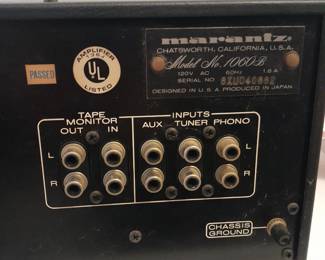 PASSED
AMPLIFIER
UL
LISTED
marantz
CHATSWORTH, CALIFORNIA, U.S.A.
Model No. 1060B
120V AC 60Hz 1.8A
SERIAL NO
DESIGNED IN U.S.A PRODUCED IN JAPAN
TAPE
MONITOR
OUT IN
INPUTS
AUX TUNER PHONO
L L
R R
CHASSIS
GROUND